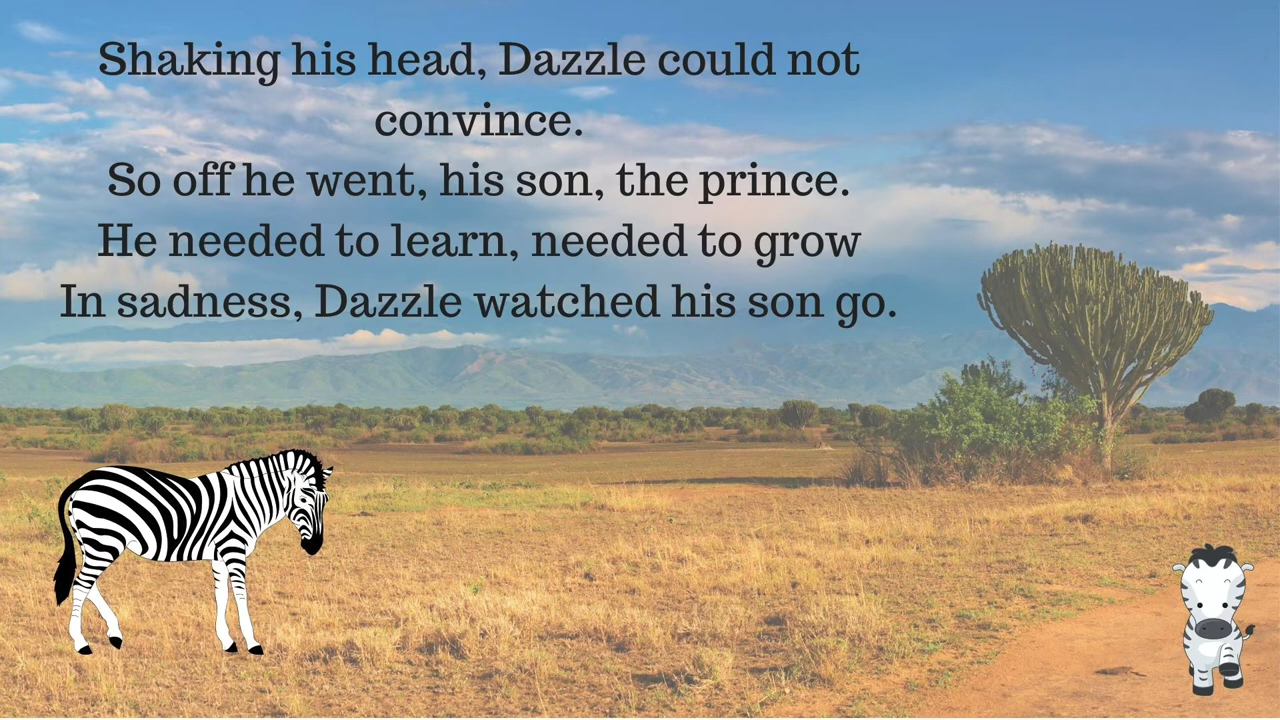 Shaking his head, Dazzle could not
convince.
So off he went, his son, the prince.
He needed to learn, needed to grow
In sadness, Dazzle watched his son go.